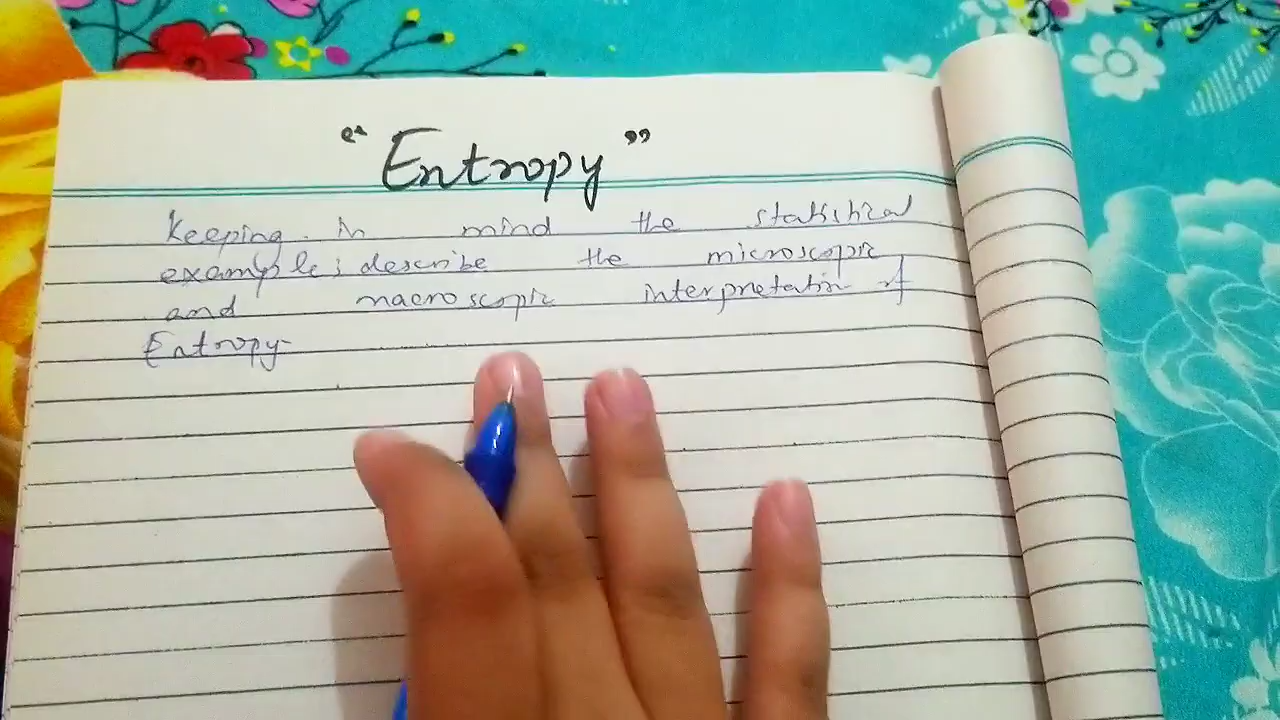 "Entropy"
Keeping in mind the statistical
example; describe the microscopic
and macroscopic interpretation of
Entropy